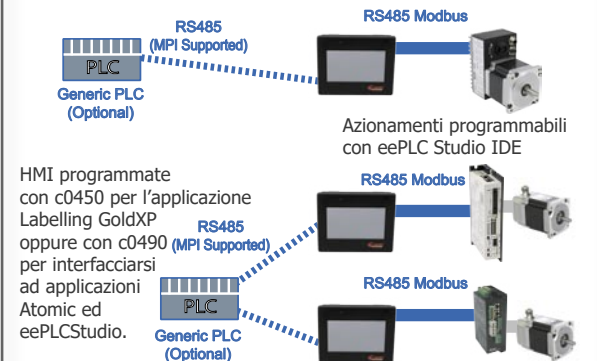 RS485 Modbus
RS485
(MPI Supported)
PLC
Generic PLC
(Optional)
Azionamenti programmabili
con eePLC Studio IDE
HMI programmate
con c0450 per l'applicazione
Labelling GoldXP
oppure con c0490
per interfacciarsi
ad applicazioni
Atomic ed
eePLCStudio.
RS485 Modbus
RS485
(MPI Supported)
PLC
Generic PLC
(Optional)
RS485 Modbus